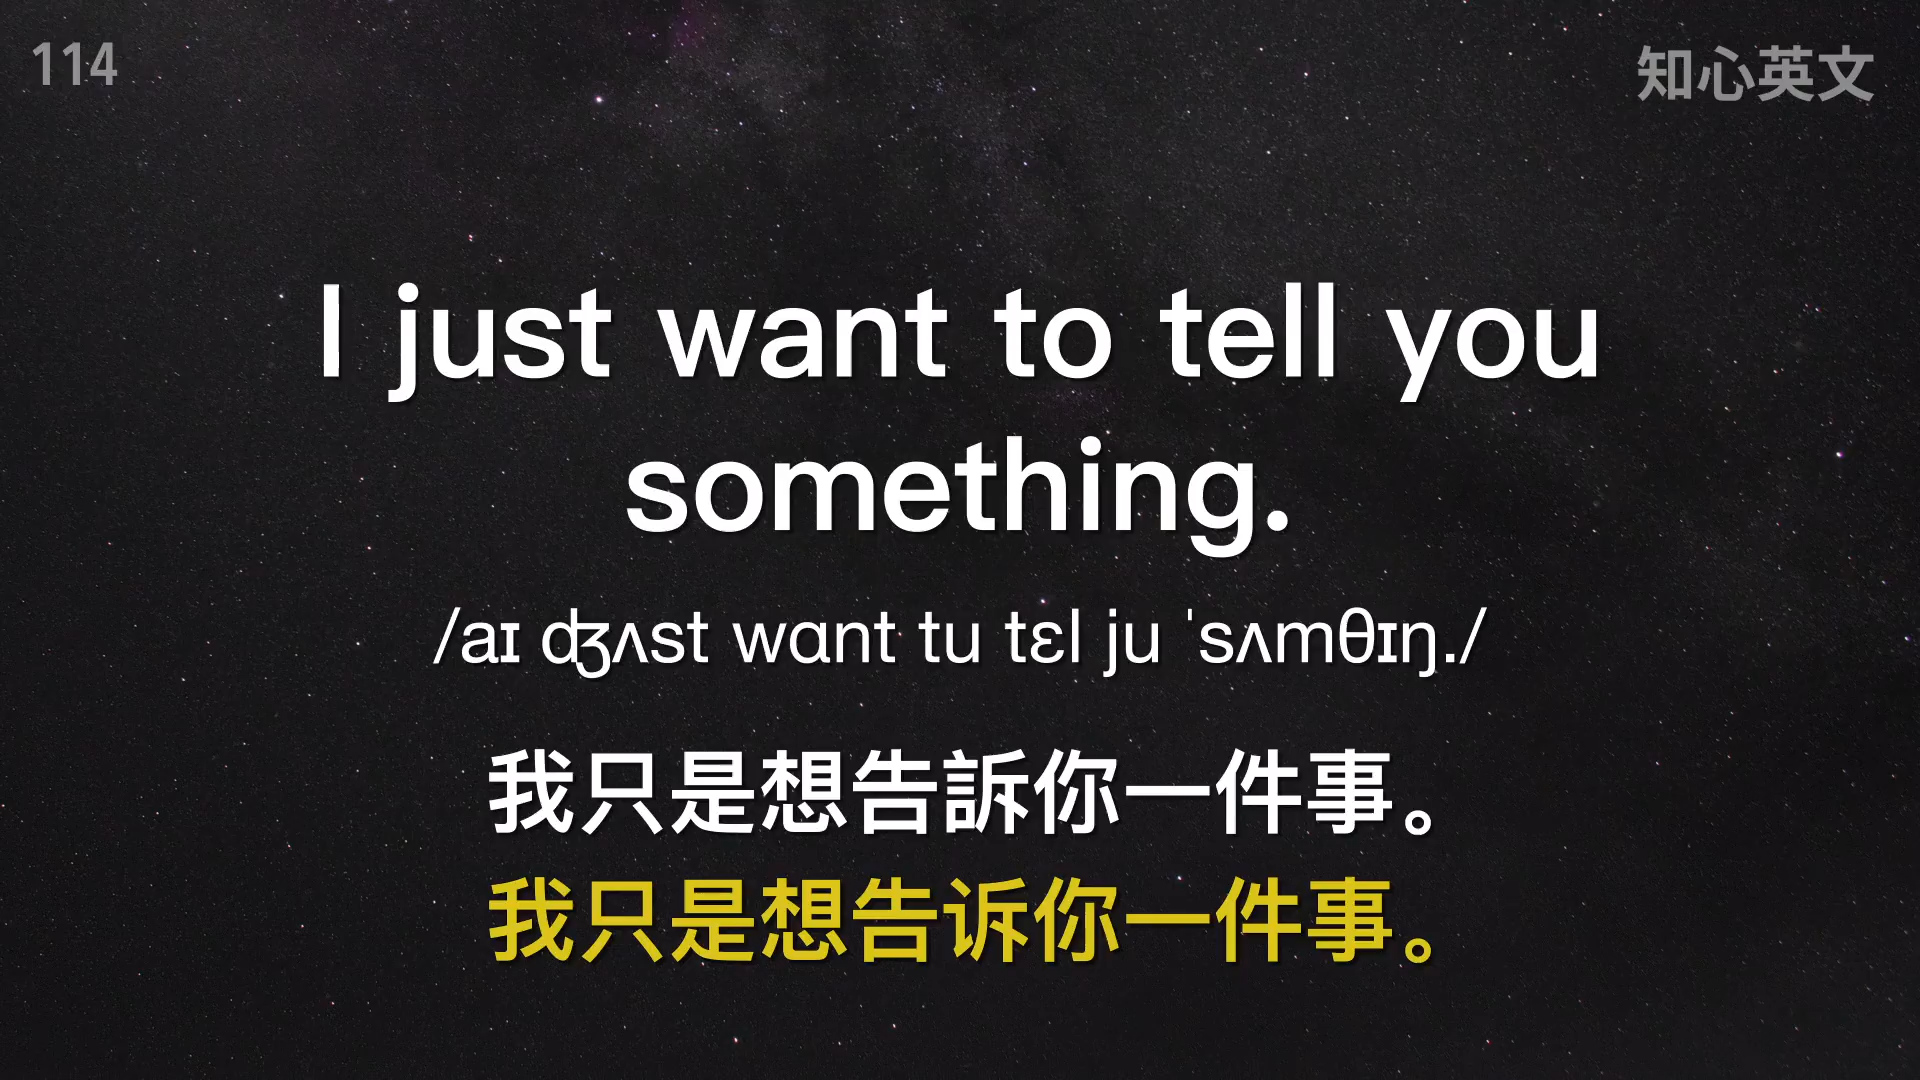 114
知心英文
I just want to tell you
something.
/aɪ ʤʌst wɑnt tu tɛl ju ˈsʌmθɪŋ./
我只是想告訴你一件事。
我只是想告诉你一件事。